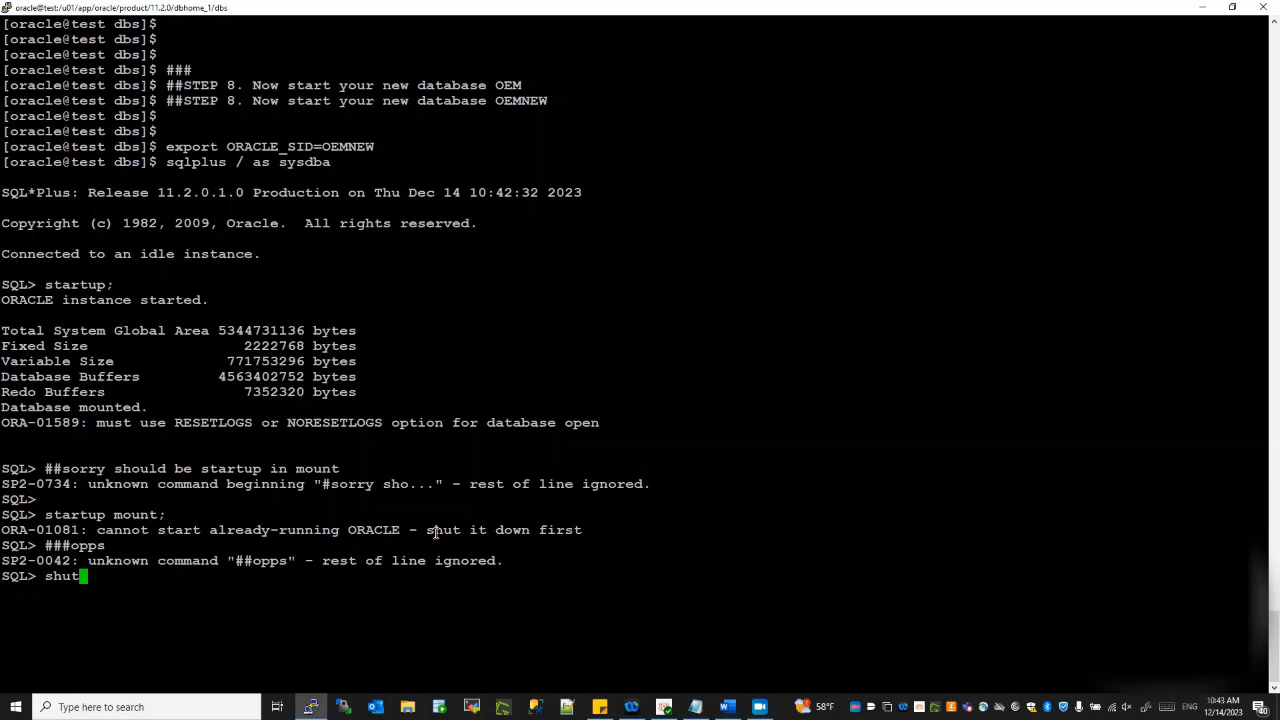 oracle@test:/u01/app/oracle/product/11.2.0/dbhome_1/dbs
[oracle@test dbs]$
[oracle@test dbs]$
[oracle@test dbs]$
[oracle@test dbs]$ ###
[oracle@test dbs]$ ##STEP 8. Now start your new database OEM
[oracle@test dbs]$ ##STEP 8. Now start your new database OEMNEW
[oracle@test dbs]$
[oracle@test dbs]$
[oracle@test dbs]$ export ORACLE_SID=OEMNEW
[oracle@test dbs]$ sqlplus / as sysdba
SQL*Plus: Release 11.2.0.1.0 Production on Thu Dec 14 10:42:32 2023
Copyright (c) 1982, 2009, Oracle.  All rights reserved.
Connected to an idle instance.
SQL> startup;
ORACLE instance started.
Total System Global Area 5344731136 bytes
Fixed Size                  2222768 bytes
Variable Size             771753296 bytes
Database Buffers         4563402752 bytes
Redo Buffers                7352320 bytes
Database mounted.
ORA-01589: must use RESETLOGS or NORESETLOGS option for database open
SQL> ##sorry should be startup in mount
SP2-0734: unknown command beginning "#sorry sho..." - rest of line ignored.
SQL>
SQL> startup mount;
ORA-01081: cannot start already-running ORACLE - shut it down first
SQL> ###opps
SP2-0042: unknown command "##opps" - rest of line ignored.
SQL> shut
Type here to search
58°F
ENG
10:43 AM
12/14/2023
40